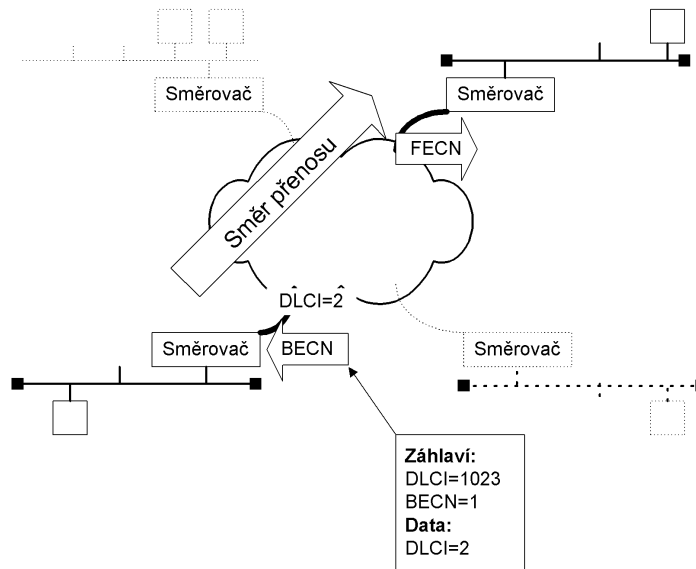 Směrovač
Směrovač
FECN
Směr přenosu
DLCI=2
Směrovač
BECN
Směrovač
Záhlaví:
DLCI=1023
BECN=1
Data:
DLCI=2